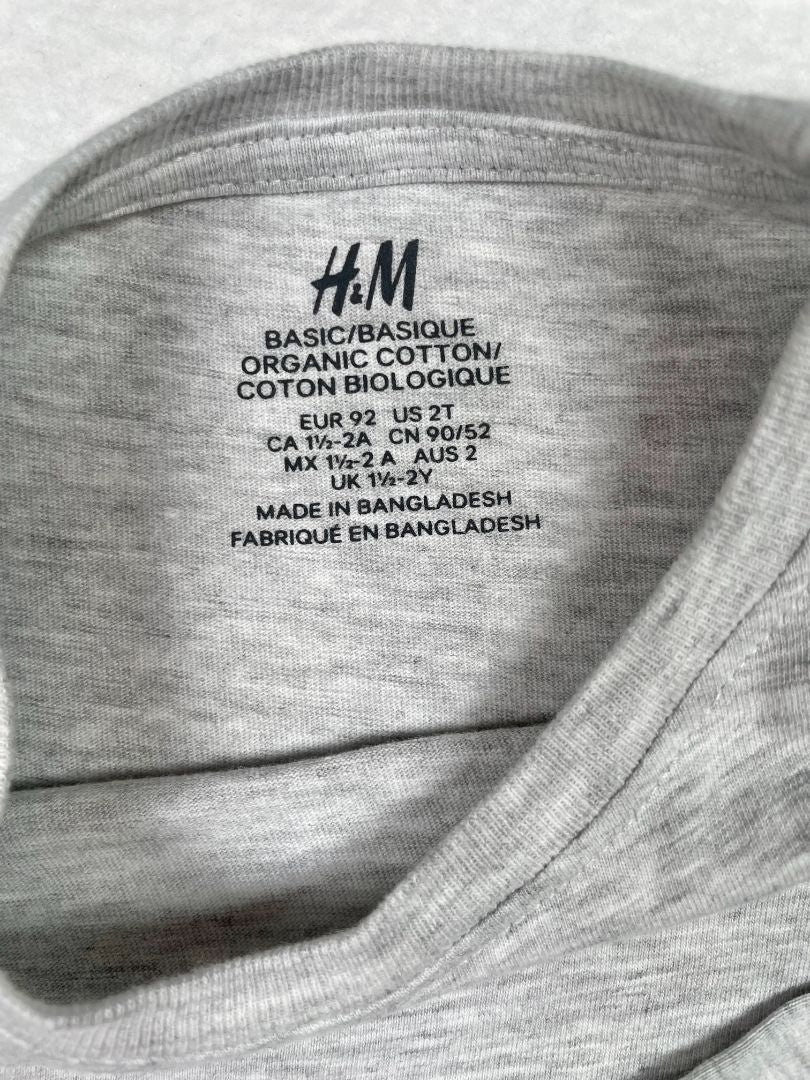 H&M
BASIC/BASIQUE
ORGANIC COTTON/
COTON BIOLOGIQUE
EUR 92 US 2T
CA 1½-2A CN 90/52
MX 1½-2 A AUS 2
UK 1½-2Y
MADE IN BANGLADESH
FABRIQUÉ EN BANGLADESH